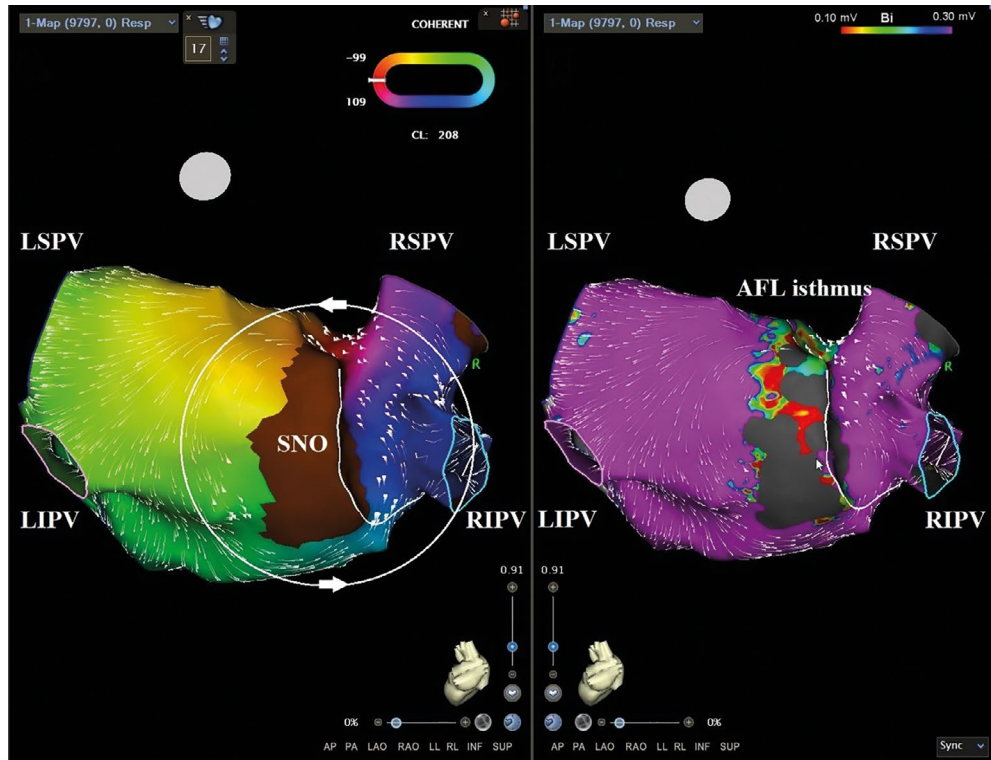 1-Map (9797, 0) Resp
17
COHERENT
-99
109
CL: 208
LSPV
RSPV
R
SNO
LIPV
RIPV
0.91
0%
AP PA LAO RAO LL RL INF SUP
1-Map (9797, 0) Resp
0.10 mV Bi 0.30 mV
LSPV
RSPV
AFL isthmus
R
LIPV
RIPV
0.91
0%
AP PA LAO RAO LL RL INF SUP
Sync